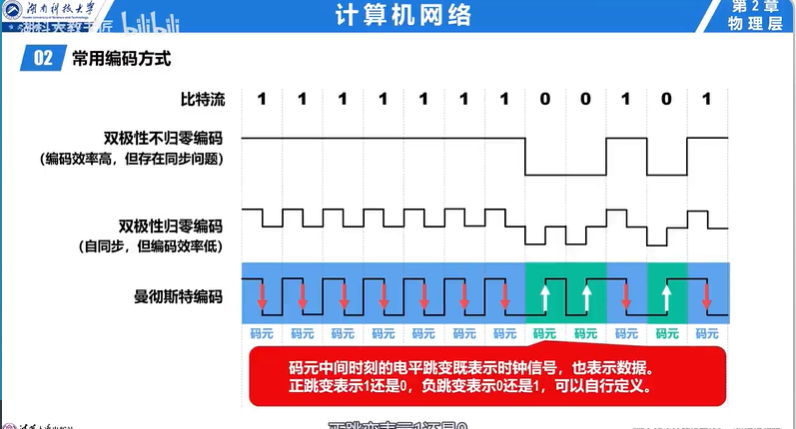 湖南科技大学
bilibili
计算机网络
第2章
物理层
02 常用编码方式
比特流 1 1 1 1 1 1 1 0 0 1 0 1
双极性不归零编码
(编码效率高，但存在同步问题)
双极性归零编码
(自同步，但编码效率低)
曼彻斯特编码
码元 码元 码元 码元 码元 码元 码元 码元 码元 码元 码元 码元
码元中间时刻的电平跳变既表示时钟信号，也表示数据。
正跳变表示1还是0，负跳变表示0还是1，可以自行定义。